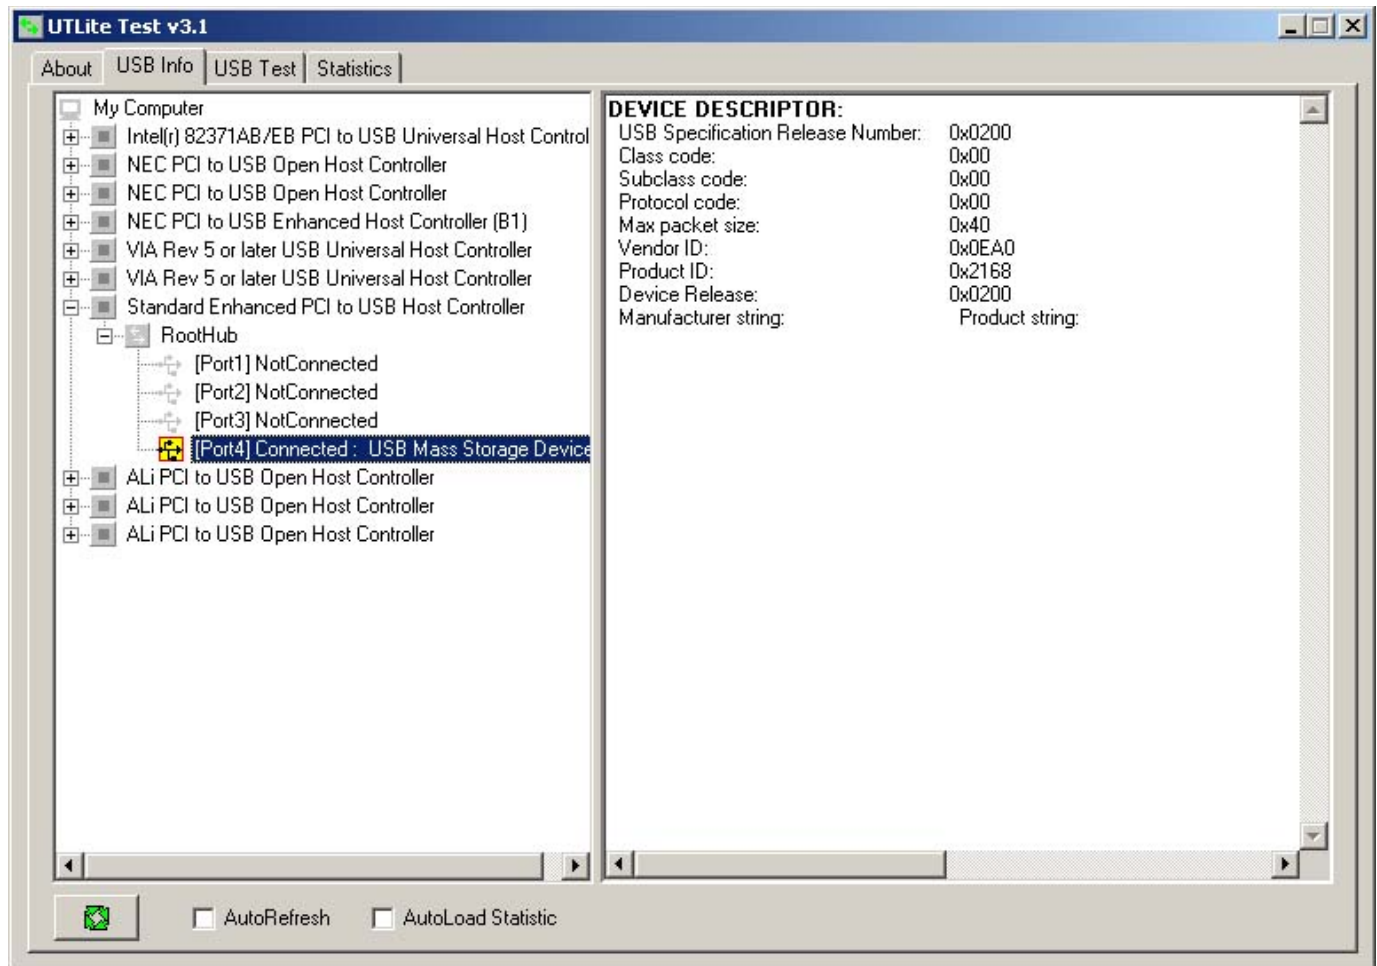 UTLite Test v3.1
About USB Info USB Test Statistics
My Computer
Intel(r) 82371AB/EB PCI to USB Universal Host Control
NEC PCI to USB Open Host Controller
NEC PCI to USB Open Host Controller
NEC PCI to USB Enhanced Host Controller (B1)
VIA Rev 5 or later USB Universal Host Controller
VIA Rev 5 or later USB Universal Host Controller
Standard Enhanced PCI to USB Host Controller
RootHub
[Port1] NotConnected
[Port2] NotConnected
[Port3] NotConnected
[Port4] Connected : USB Mass Storage Device
ALi PCI to USB Open Host Controller
ALi PCI to USB Open Host Controller
ALi PCI to USB Open Host Controller
DEVICE DESCRIPTOR:
USB Specification Release Number: 0x0200
Class code: 0x00
Subclass code: 0x00
Protocol code: 0x00
Max packet size: 0x40
Vendor ID: 0x0EA0
Product ID: 0x2168
Device Release: 0x0200
Manufacturer string: Product string:
AutoRefresh AutoLoad Statistic